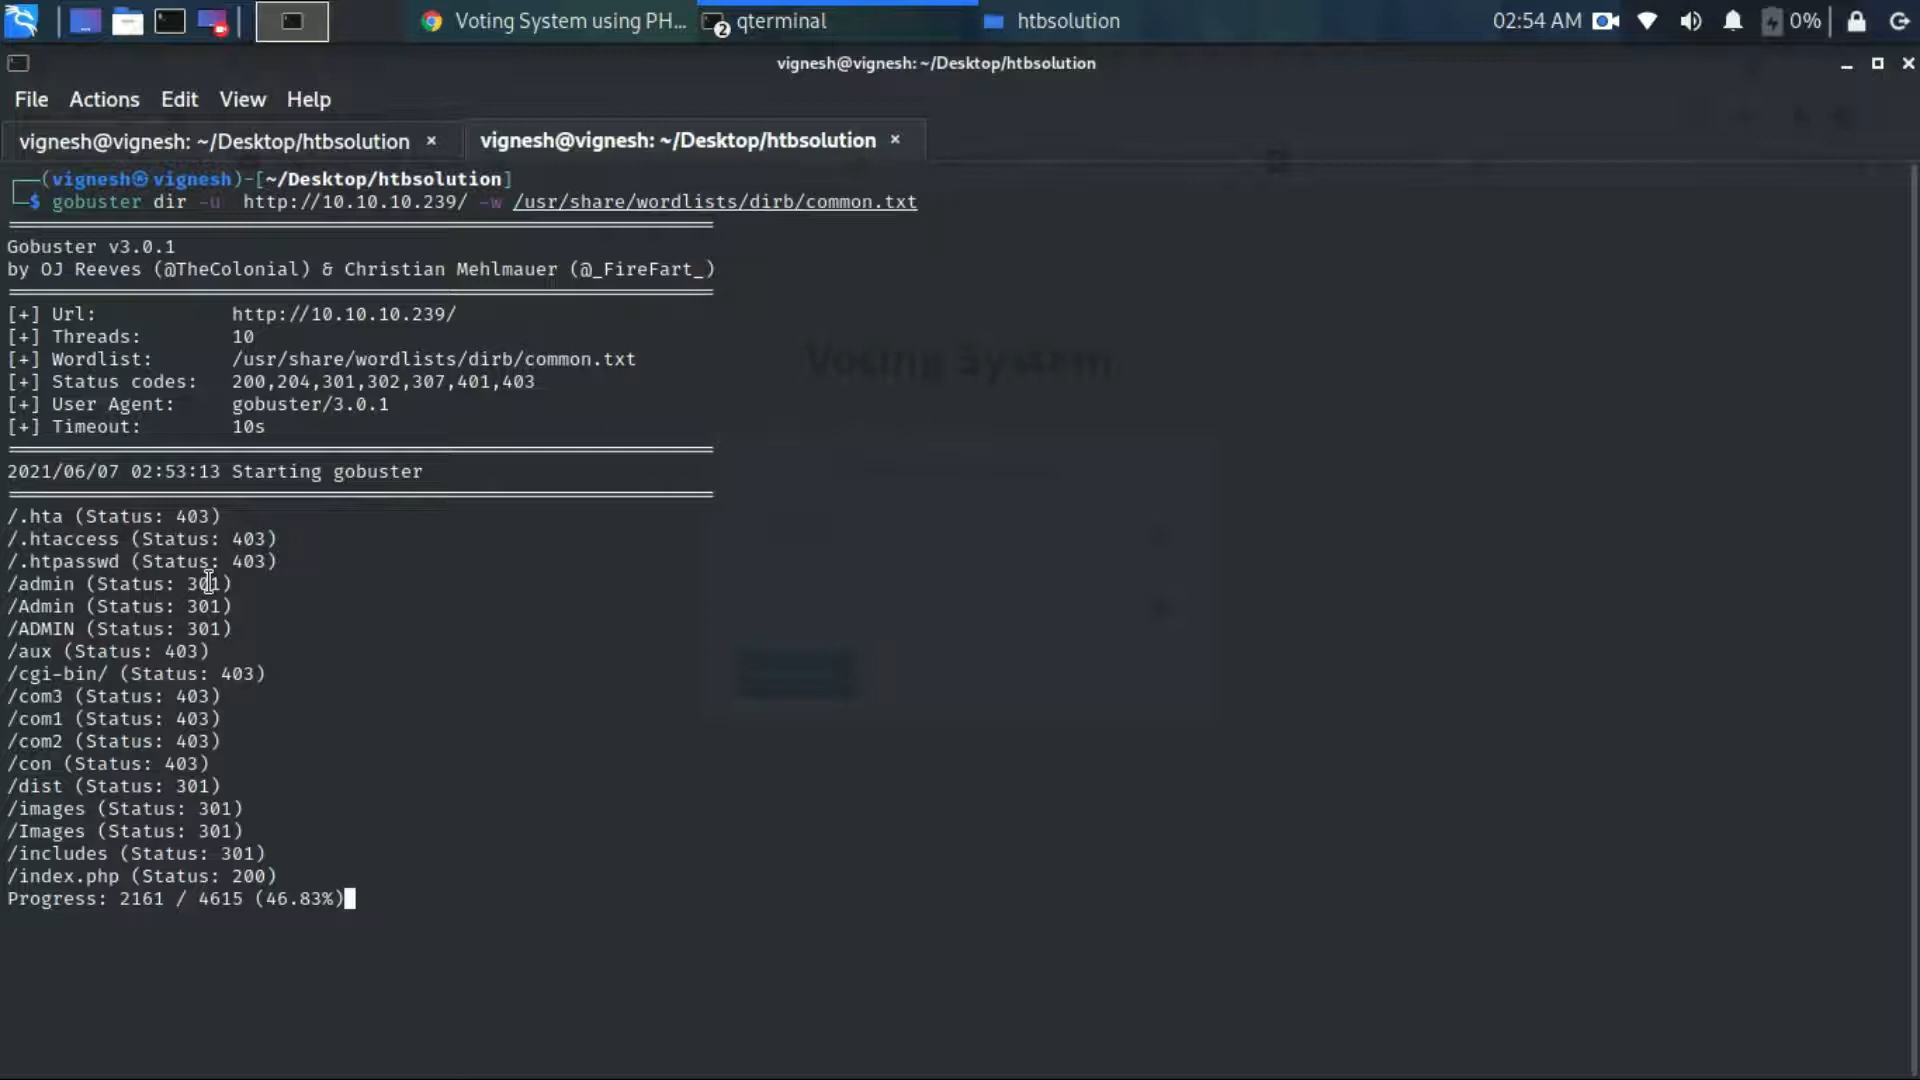 Voting System using PH...
2 qterminal
htbsolution
02:54 AM
0%
vignesh@vignesh: ~/Desktop/htbsolution
File Actions Edit View Help
vignesh@vignesh: ~/Desktop/htbsolution ×
vignesh@vignesh: ~/Desktop/htbsolution ×
(vignesh㉿vignesh)-[~/Desktop/htbsolution]
$ gobuster dir -u http://10.10.10.239/ -w /usr/share/wordlists/dirb/common.txt
Gobuster v3.0.1
by OJ Reeves (@TheColonial) & Christian Mehlmauer (@_FireFart_)
[+] Url: http://10.10.10.239/
[+] Threads: 10
[+] Wordlist: /usr/share/wordlists/dirb/common.txt
[+] Status codes: 200,204,301,302,307,401,403
[+] User Agent: gobuster/3.0.1
[+] Timeout: 10s
2021/06/07 02:53:13 Starting gobuster
/.hta (Status: 403)
/.htaccess (Status: 403)
/.htpasswd (Status: 403)
/admin (Status: 301)
/Admin (Status: 301)
/ADMIN (Status: 301)
/aux (Status: 403)
/cgi-bin/ (Status: 403)
/com3 (Status: 403)
/com1 (Status: 403)
/com2 (Status: 403)
/con (Status: 403)
/dist (Status: 301)
/images (Status: 301)
/Images (Status: 301)
/includes (Status: 301)
/index.php (Status: 200)
Progress: 2161 / 4615 (46.83%)
Voting System